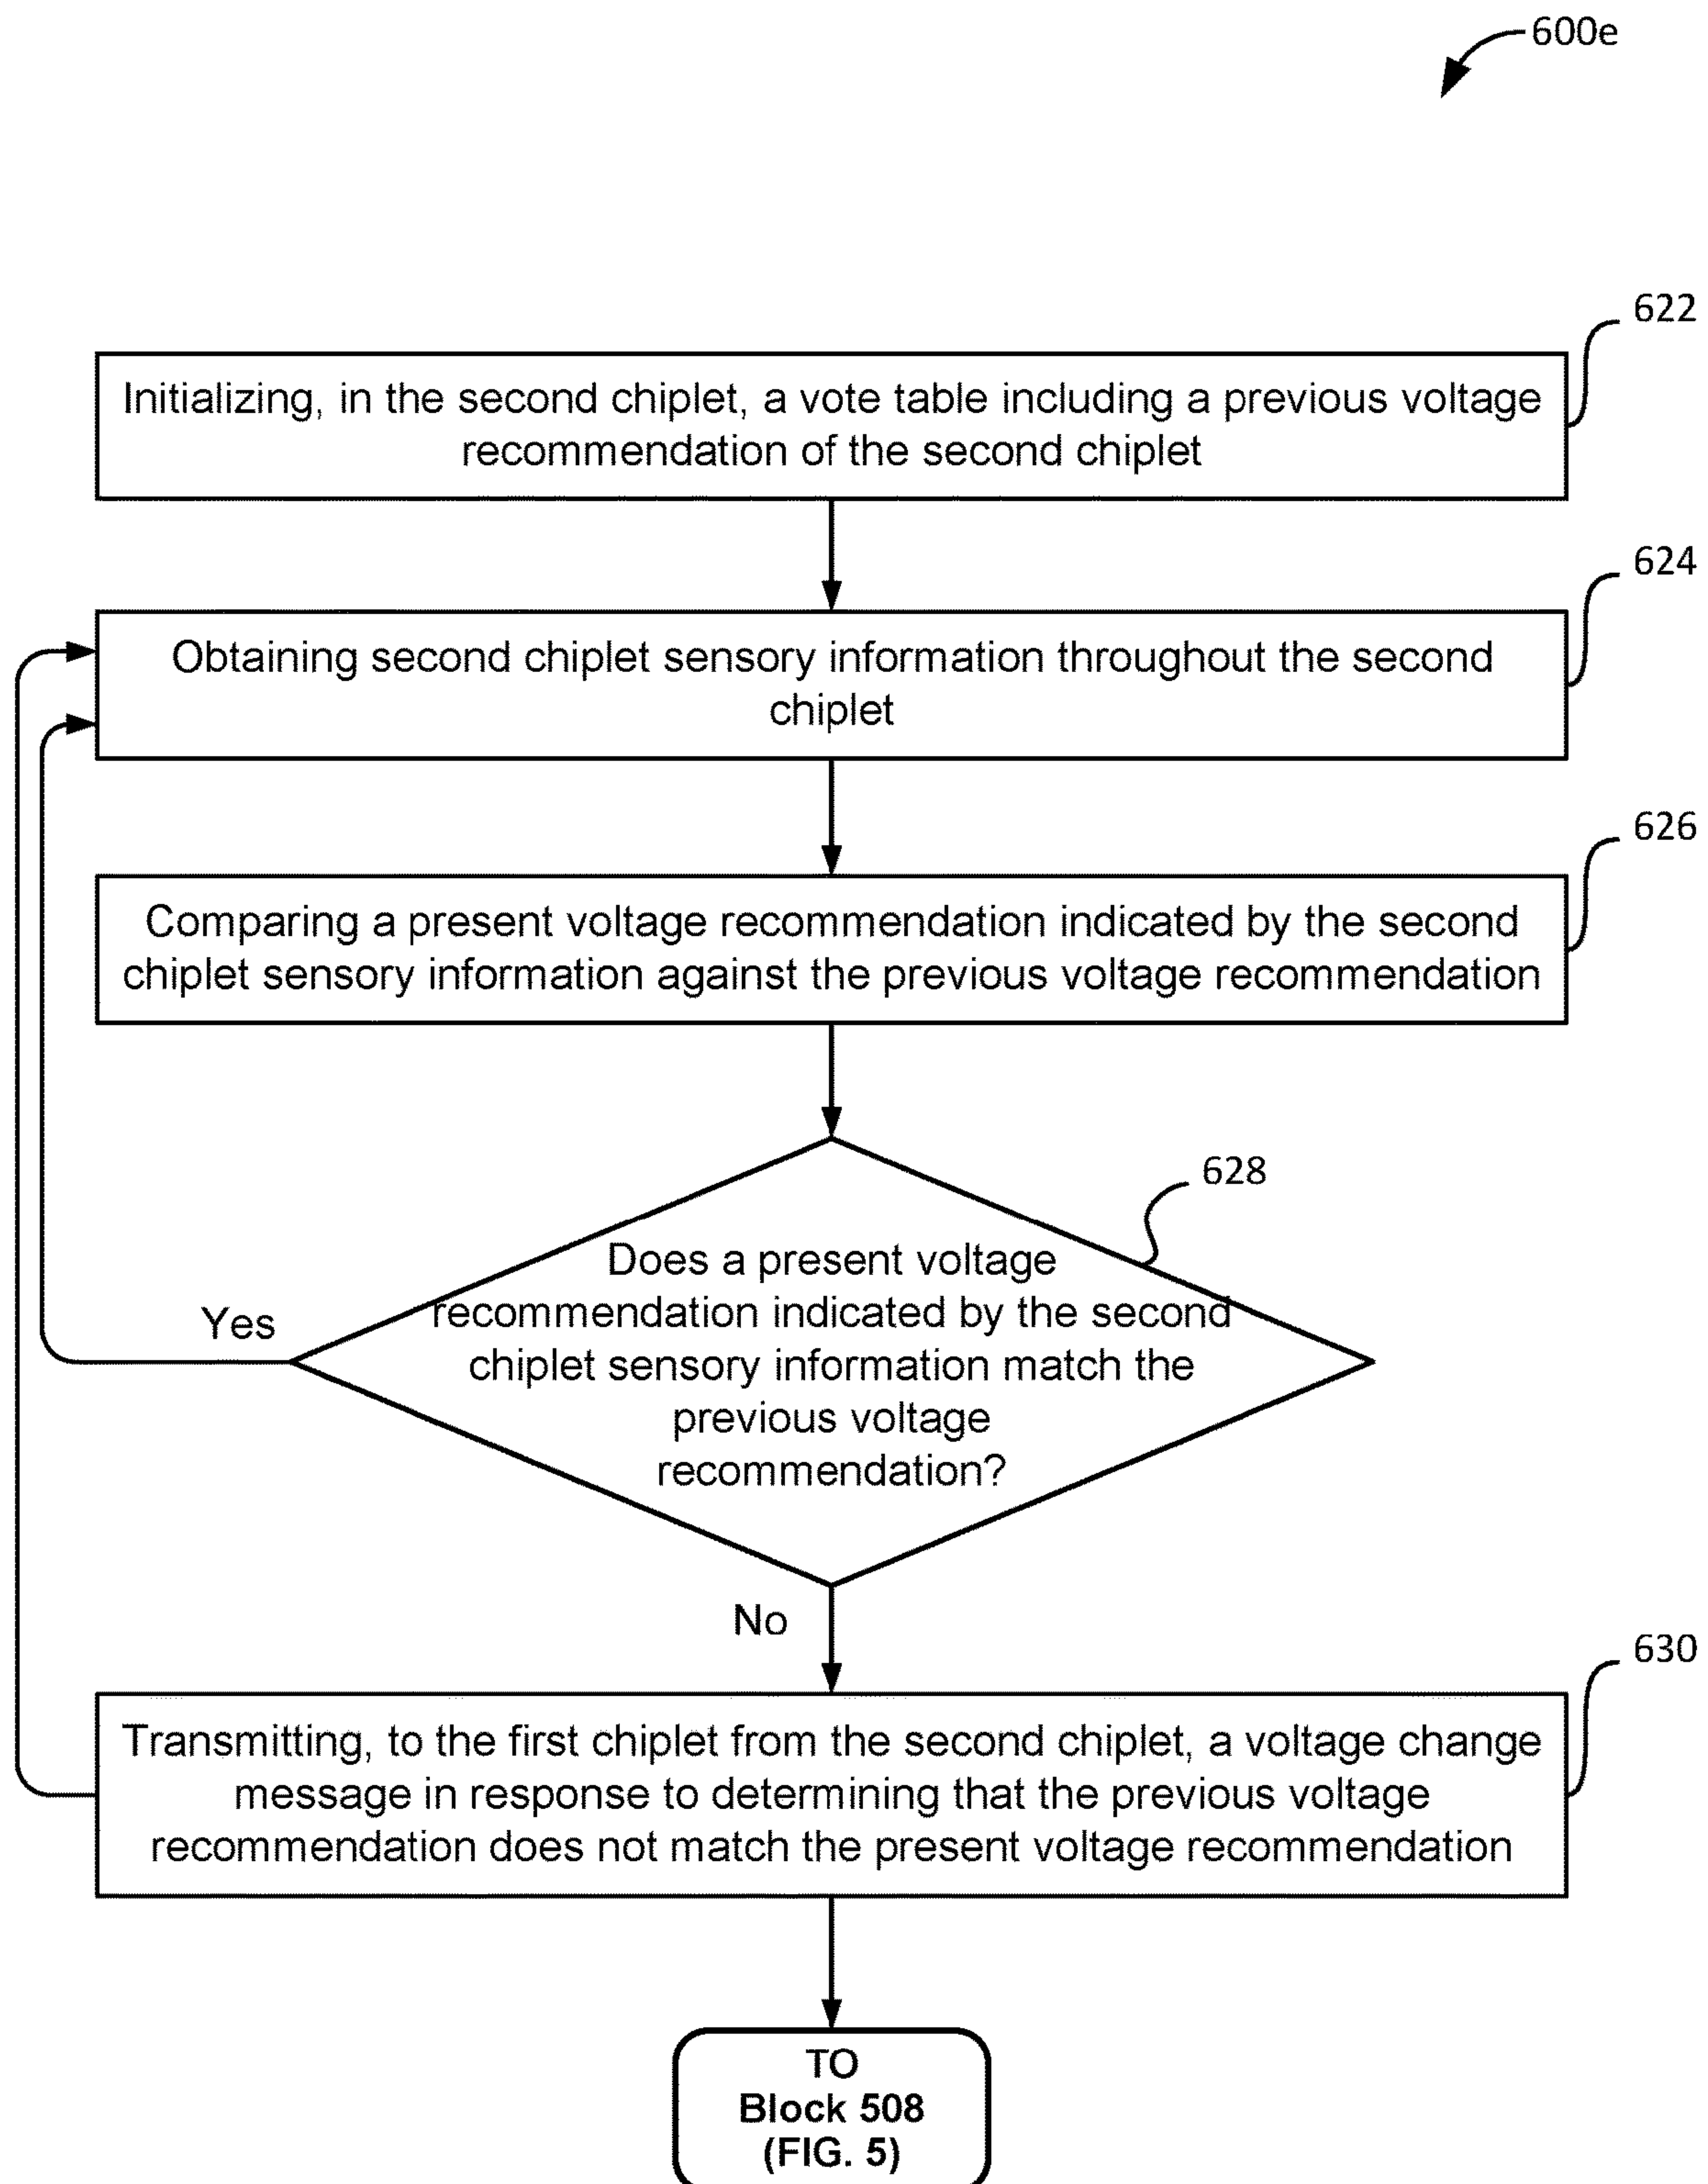 600e
622
Initializing, in the second chiplet, a vote table including a previous voltage
recommendation of the second chiplet
624
Obtaining second chiplet sensory information throughout the second
chiplet
626
Comparing a present voltage recommendation indicated by the second
chiplet sensory information against the previous voltage recommendation
628
Does a present voltage
recommendation indicated by the second
chiplet sensory information match the
previous voltage
recommendation?
Yes
No
630
Transmitting, to the first chiplet from the second chiplet, a voltage change
message in response to determining that the previous voltage
recommendation does not match the present voltage recommendation
TO
Block 508
(FIG. 5)